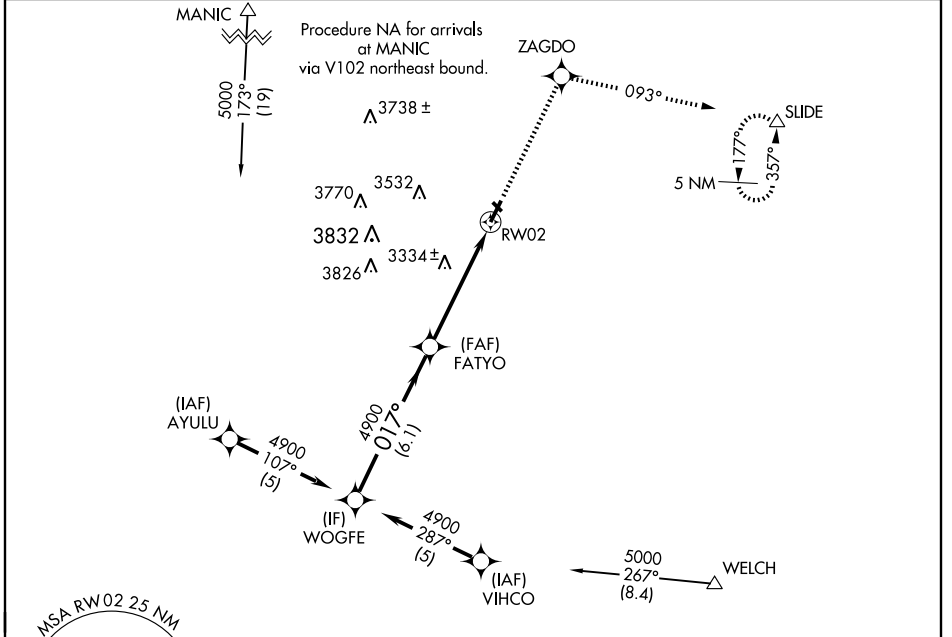 MANIC
Procedure NA for arrivals
at MANIC
via V102 northeast bound.
5000
173°
(19)
ZAGDO
093°
SLIDE
177°
357°
5 NM
3738 ±
3770
3532
3832
3826
3334 ±
RW02
(FAF)
FATYO
4900
017°
(6.1)
(IAF)
AYULU
4900
107°
(5)
(IF)
WOGFE
4900
287°
(5)
(IAF)
VIHCO
5000
267°
(8.4)
WELCH
MSA RW02 25 NM